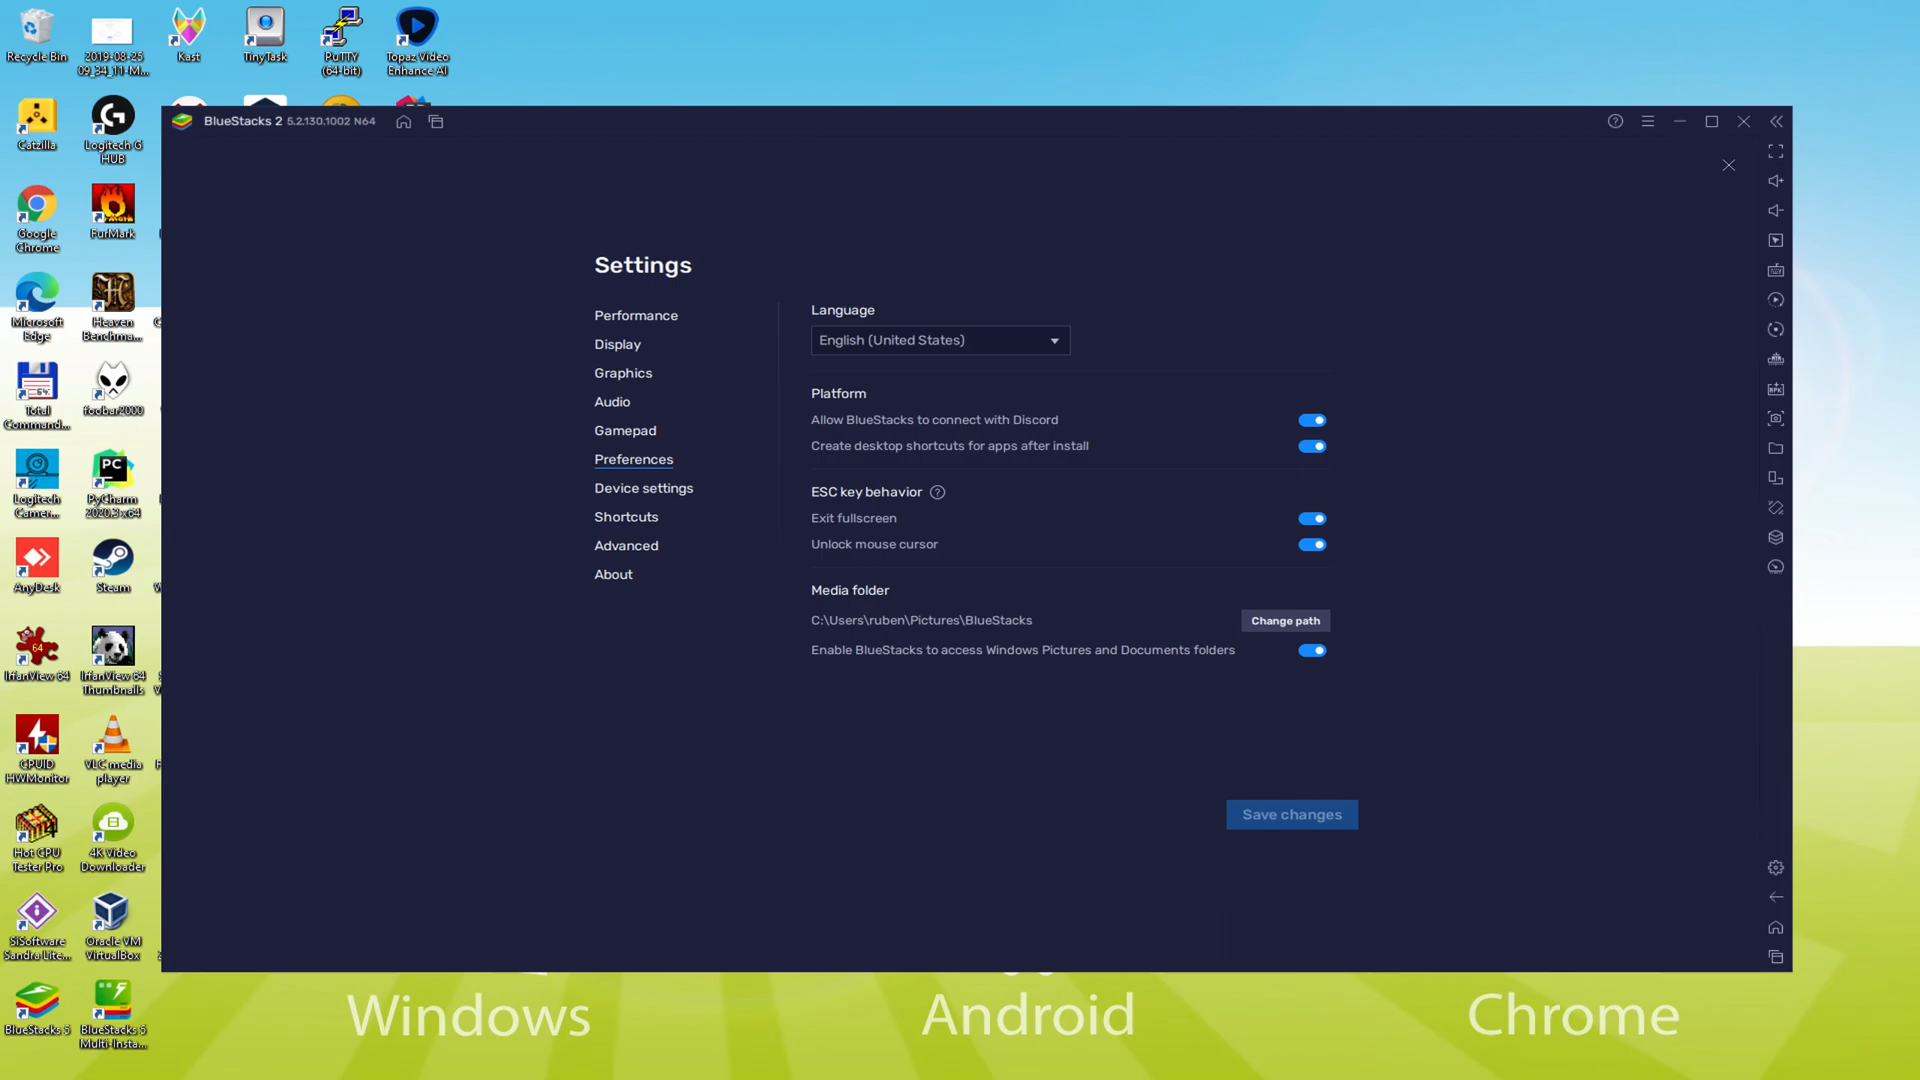 Recycle Bin
2019-08-25
09_34_11-M...
Kast
TinyTask
PuTTY
(64-bit)
Topaz Video
Enhance AI
Catzilla
Logitech G
HUB
Google
Chrome
FurMark
Microsoft
Edge
Heaven
Benchma...
Total
Command...
foobar2000
Logitech
Camer...
PyCharm
2020.3 x64
AnyDesk
Steam
IrfanView 64
IrfanView 64
Thumbnails
CPUID
HWMonitor
VLC media
player
Hot CPU
Tester Pro
4K Video
Downloader
SiSoftware
Sandra Lite...
Oracle VM
VirtualBox
BlueStacks 5
BlueStacks 5
Multi-Insta...
BlueStacks 2 5.2.130.1002 N64
Settings
Performance
Display
Graphics
Audio
Gamepad
Preferences
Device settings
Shortcuts
Advanced
About
Language
English (United States)
Platform
Allow BlueStacks to connect with Discord
Create desktop shortcuts for apps after install
ESC key behavior
Exit fullscreen
Unlock mouse cursor
Media folder
C:\Users\ruben\Pictures\BlueStacks
Change path
Enable BlueStacks to access Windows Pictures and Documents folders
Save changes
Windows
Android
Chrome